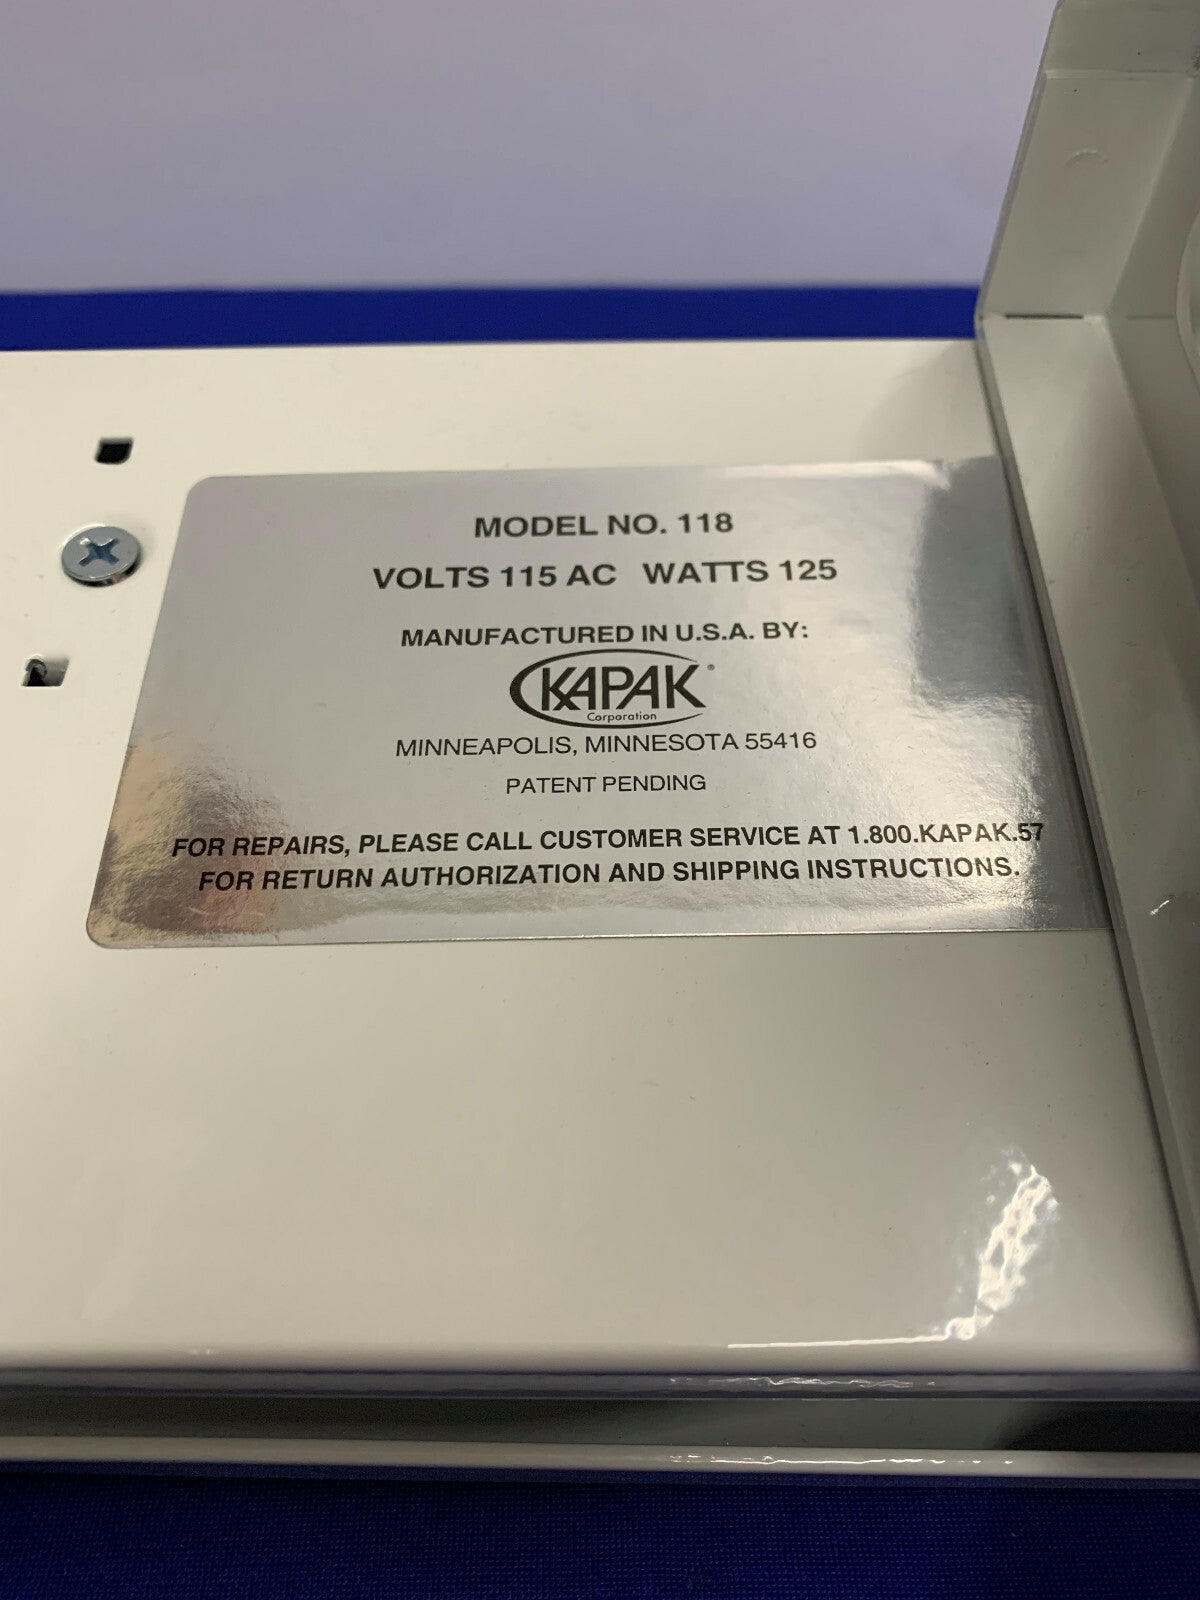 MODEL NO. 118
VOLTS 115 AC WATTS 125
MANUFACTURED IN U.S.A. BY:
KAPAK®
Corporation
MINNEAPOLIS, MINNESOTA 55416
PATENT PENDING
FOR REPAIRS, PLEASE CALL CUSTOMER SERVICE AT 1.800.KAPAK.57
FOR RETURN AUTHORIZATION AND SHIPPING INSTRUCTIONS.